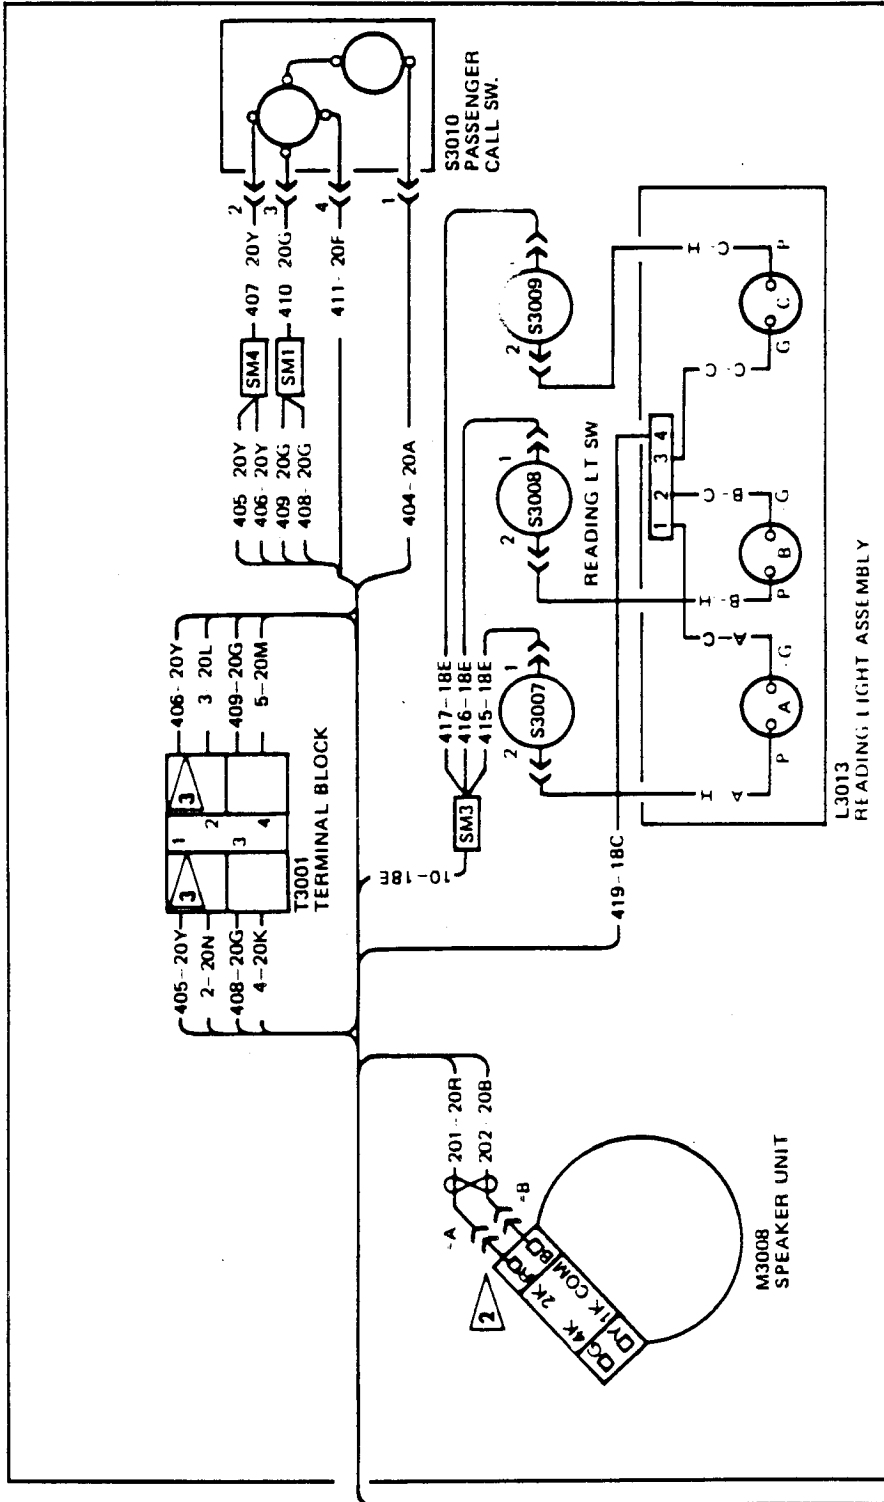 405-20Y
2-20N
408-20G
4-20K
3
1
2
3
4
3
406-20Y
3 20L
409-20G
5-20M
T3001
TERMINAL BLOCK
405 20Y
406-20Y
409 20G
408-20G
SM4
SM1
407 20Y
410 20G
411-20F
404-20A
2
3
4
1
S3010
PASSENGER
CALL SW.
10-18E
SM3
417-18E
416-18E
415-18E
2
S3007
1
2
S3008
1
2
S3009
READING LT SW
419-18C
1
2
3
4
A
I
A-C
B-I
B-C
C-C
C-I
P
A
G
P
B
G
G
C
P
L3013
READING LIGHT ASSEMBLY
201-20R
202-20B
-A
-B
2
R
B
4K
2K
1K
COM
G
Y
M3008
SPEAKER UNIT